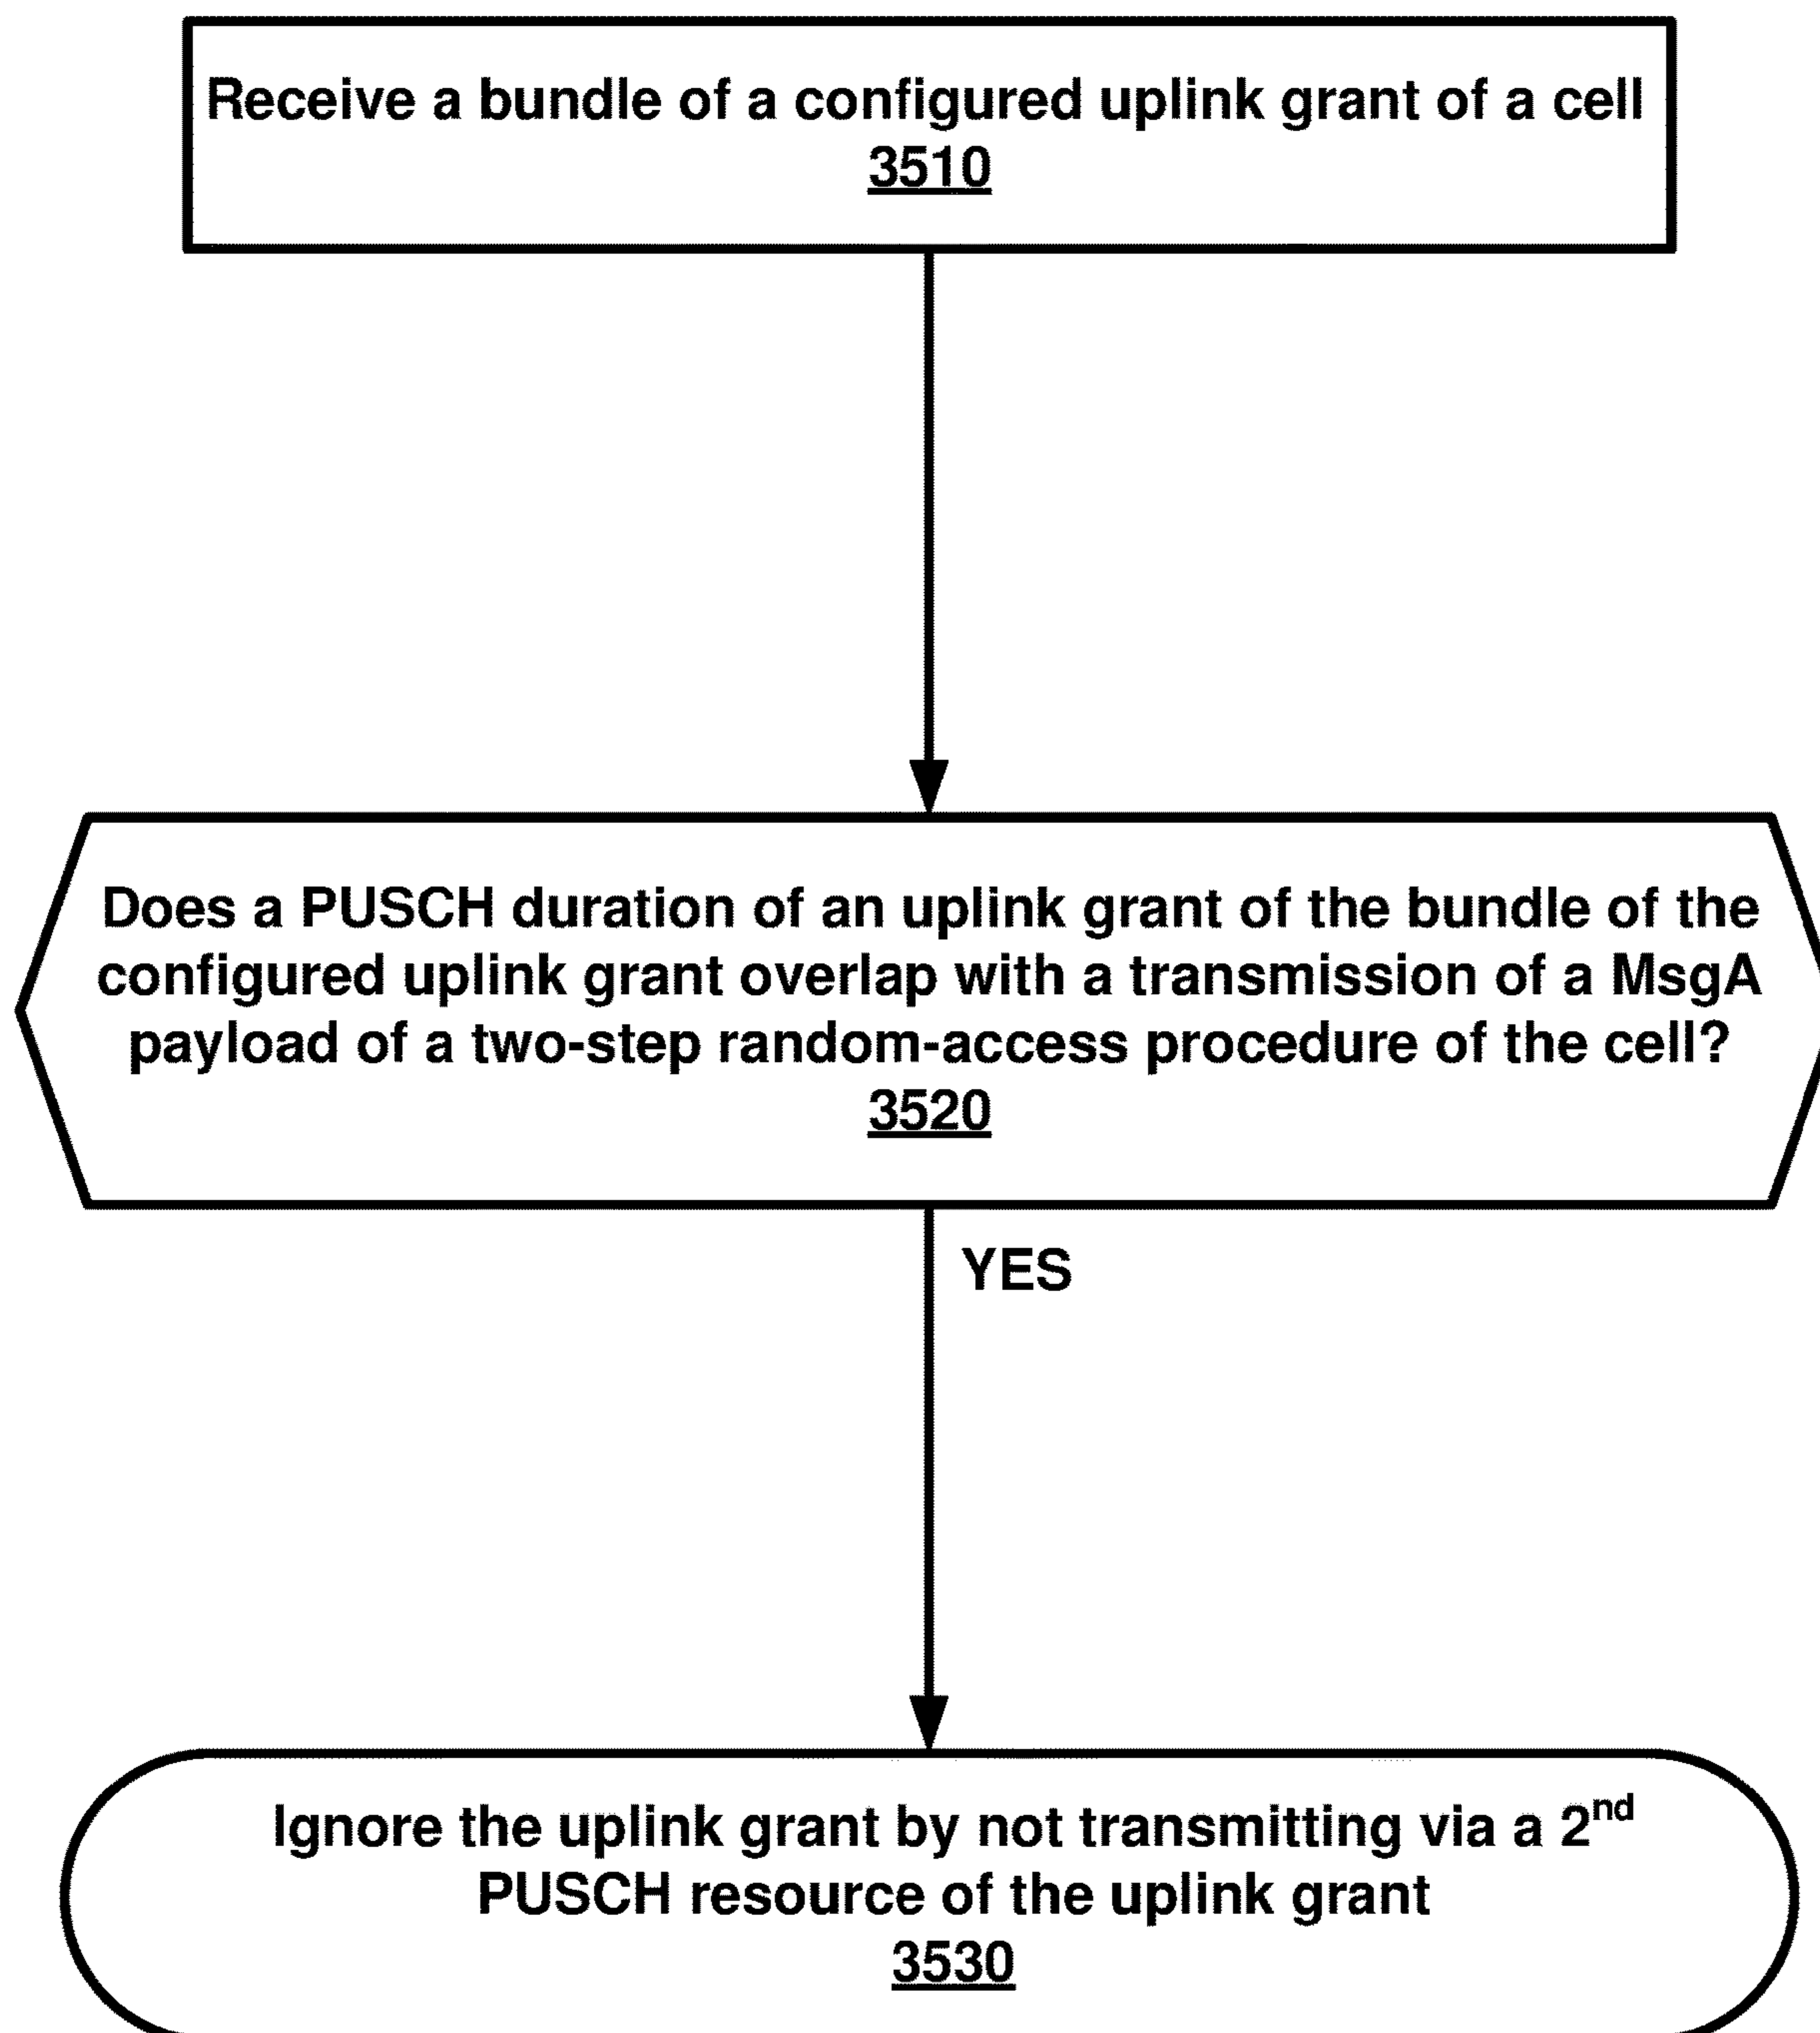 Receive a bundle of a configured uplink grant of a cell
3510
Does a PUSCH duration of an uplink grant of the bundle of the
configured uplink grant overlap with a transmission of a MsgA
payload of a two-step random-access procedure of the cell?
3520
YES
Ignore the uplink grant by not transmitting via a 2nd
PUSCH resource of the uplink grant
3530